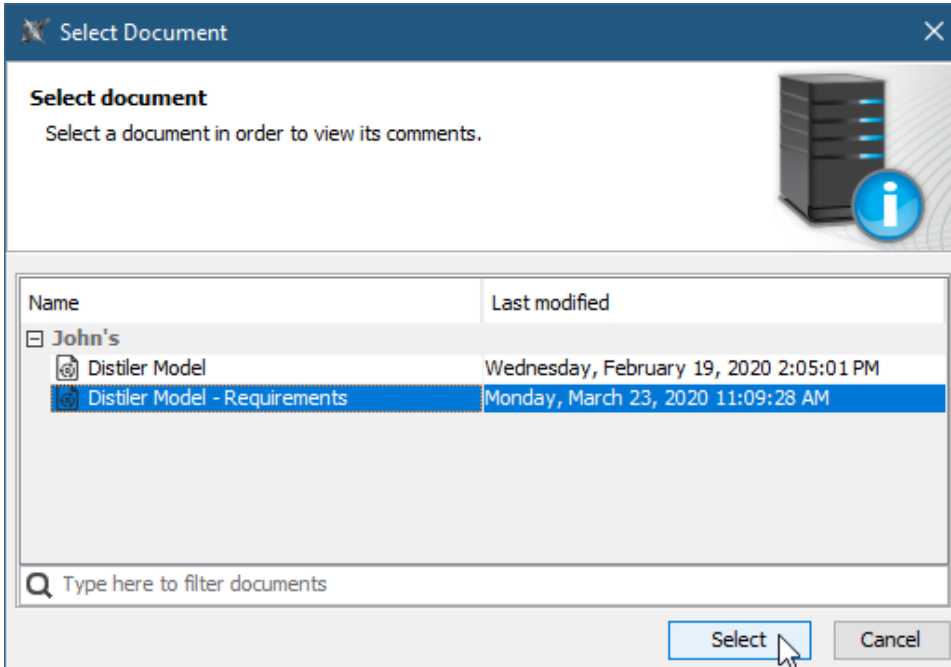 Select Document
Select document
Select a document in order to view its comments.
Name Last modified
John's
Distiler Model Wednesday, February 19, 2020 2:05:01 PM
Distiler Model - Requirements Monday, March 23, 2020 11:09:28 AM
Type here to filter documents
Select Cancel